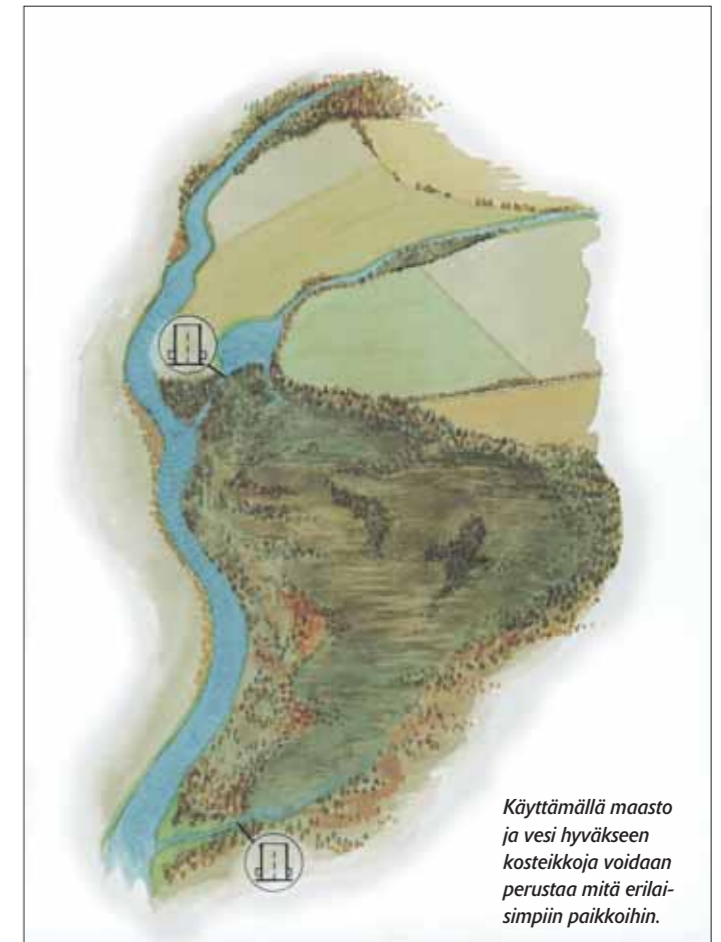 Käyttämällä maasto
ja vesi hyväkseen
kosteikkoja voidaan
perustaa mitä erilai-
simpiin paikkoihin.